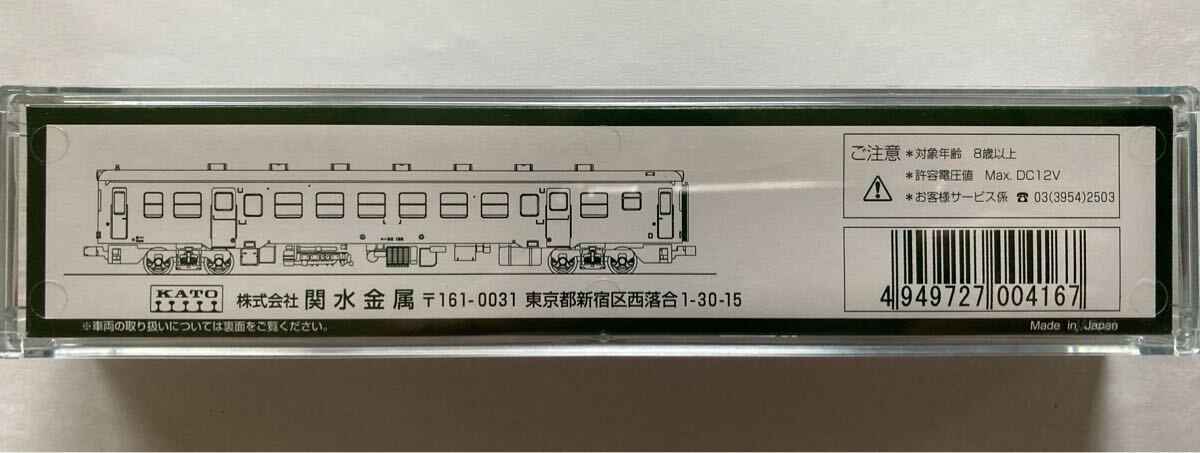 ご注意 *対象年齢 8歳以上
*許容電圧値 Max. DC12V
*お客様サービス係 ☎ 03(3954)2503
KATO 株式会社 関水金属 〒161-0031 東京都新宿区西落合1-30-15
4 949727 004167
※車両の取り扱いについては裏面をご覧ください。
Made in Japan